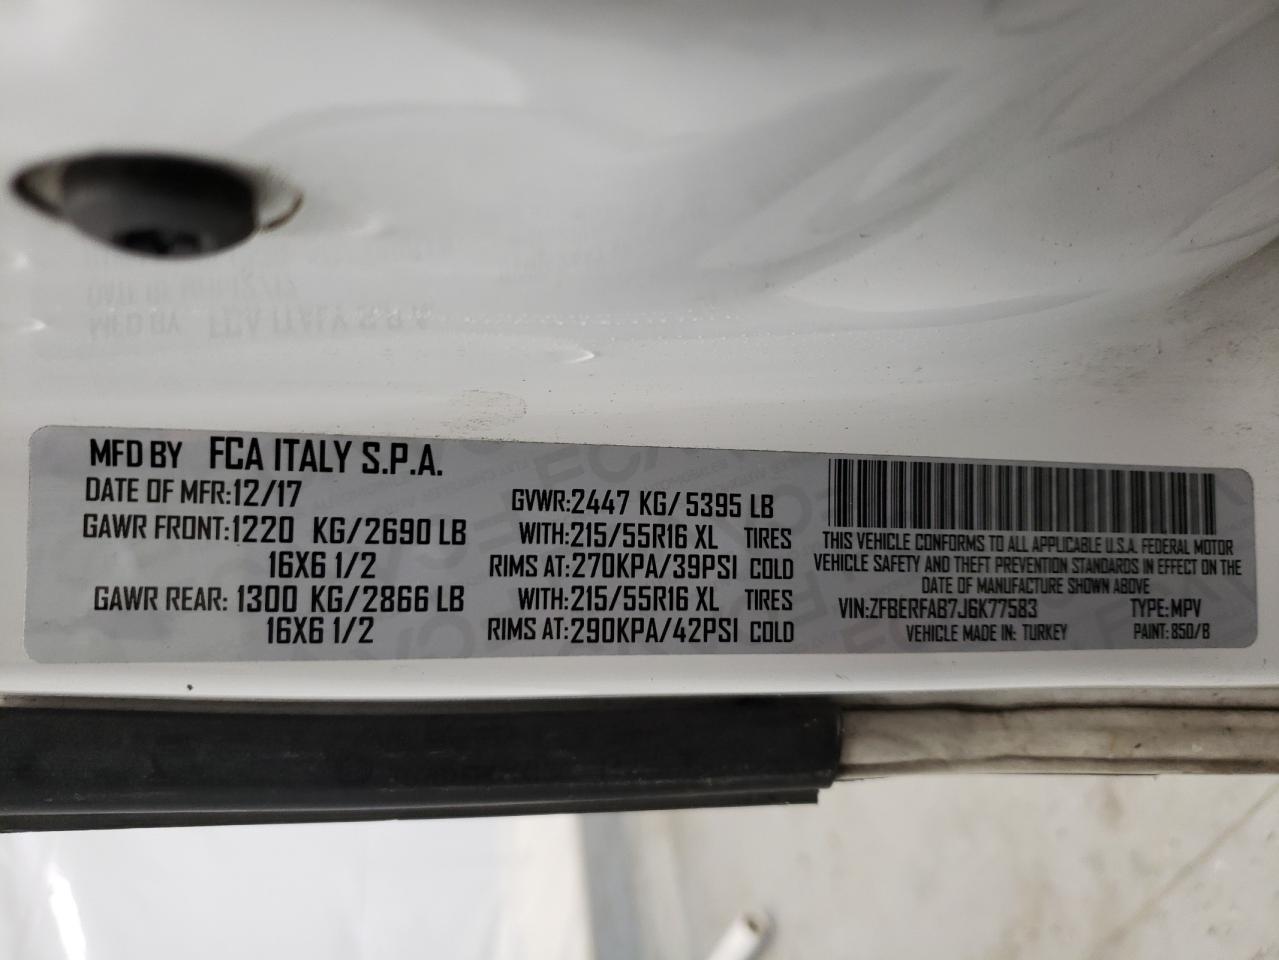 MFD BY FCA ITALY S.P.A.
DATE OF MFR:12/17
GAWR FRONT:1220 KG/2690 LB
16X6 1/2
GAWR REAR: 1300 KG/2866 LB
16X6 1/2
GVWR:2447 KG/5395 LB
WITH:215/55R16 XL TIRES
RIMS AT:270KPA/39PSI COLD
WITH:215/55R16 XL TIRES
RIMS AT:290KPA/42PSI COLD
THIS VEHICLE CONFORMS TO ALL APPLICABLE U.S.A. FEDERAL MOTOR
VEHICLE SAFETY AND THEFT PREVENTION STANDARDS IN EFFECT ON THE
DATE OF MANUFACTURE SHOWN ABOVE
VIN:ZFBERFAB7J6K77583 TYPE: MPV
VEHICLE MADE IN: TURKEY PAINT: 850/B